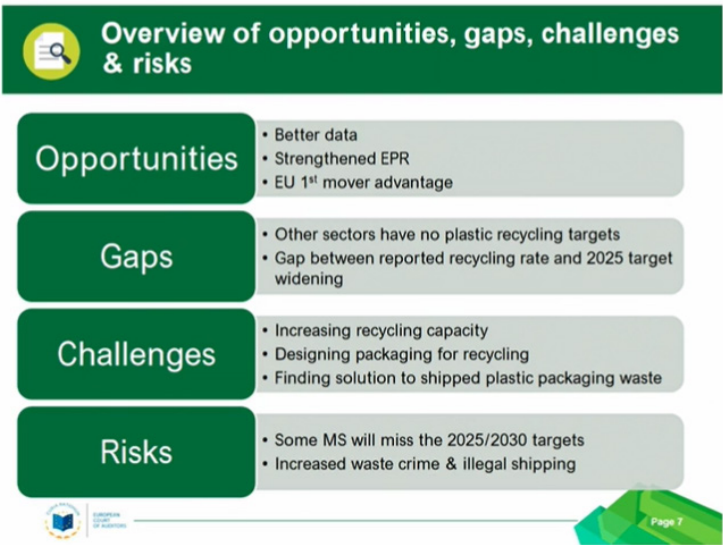 Overview of opportunities, gaps, challenges
& risks
Opportunities
• Better data
• Strengthened EPR
• EU 1st mover advantage
Gaps
• Other sectors have no plastic recycling targets
• Gap between reported recycling rate and 2025 target
widening
Challenges
• Increasing recycling capacity
• Designing packaging for recycling
• Finding solution to shipped plastic packaging waste
Risks
• Some MS will miss the 2025/2030 targets
• Increased waste crime & illegal shipping
EUROPEAN
COURT
OF AUDITORS
Page 7